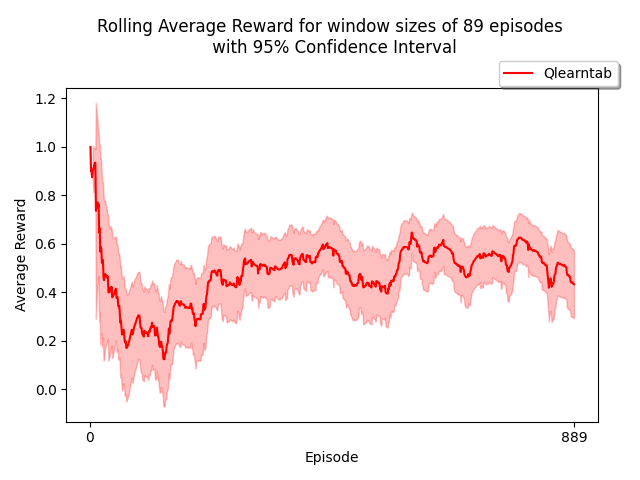 Rolling Average Reward for window sizes of 89 episodes
with 95% Confidence Interval
Qlearntab
1.2
1.0
0.8
0.6
0.4
0.2
0.0
Average Reward
0
889
Episode